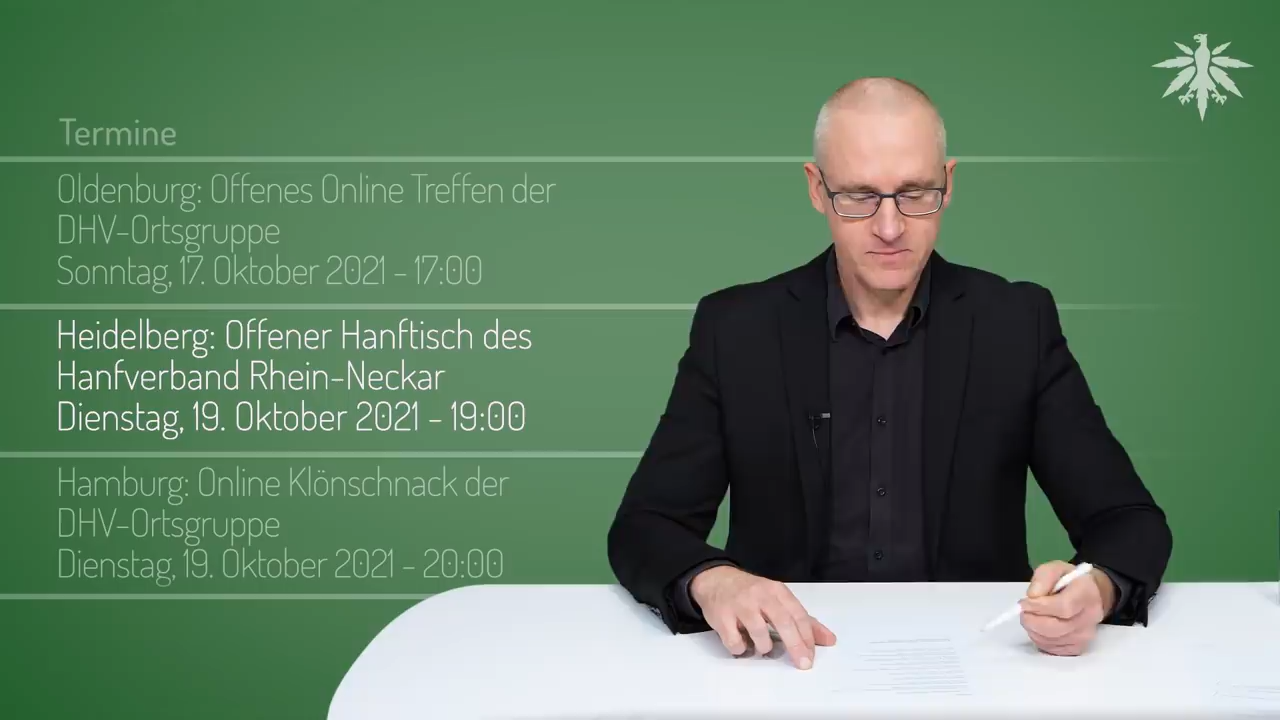 Termine
Oldenburg: Offenes Online Treffen der
DHV-Ortsgruppe
Sonntag, 17. Oktober 2021 - 17:00
Heidelberg: Offener Hanftisch des
Hanfverband Rhein-Neckar
Dienstag, 19. Oktober 2021 - 19:00
Hamburg: Online Klönschnack der
DHV-Ortsgruppe
Dienstag, 19. Oktober 2021 - 20:00